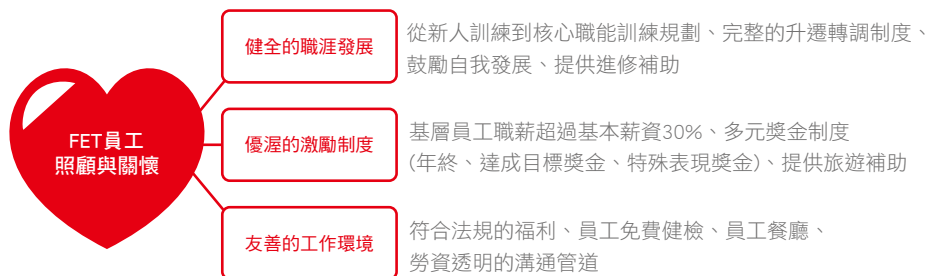 FET員工
照顧與關懷
健全的職涯發展
從新人訓練到核心職能訓練規劃、完整的升遷轉調制度、
鼓勵自我發展、提供進修補助
優渥的激勵制度
基層員工職薪超過基本薪資30%、多元獎金制度
(年終、達成目標獎金、特殊表現獎金)、提供旅遊補助
友善的工作環境
符合法規的福利、員工免費健檢、員工餐廳、
勞資透明的溝通管道